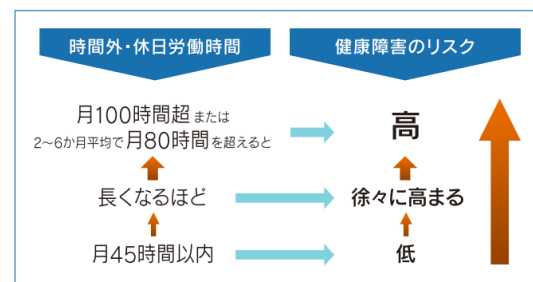 時間外・休日労働時間
健康障害のリスク
月100時間超または
2～6か月平均で月80時間を超えると
高
長くなるほど
徐々に高まる
月45時間以内
低